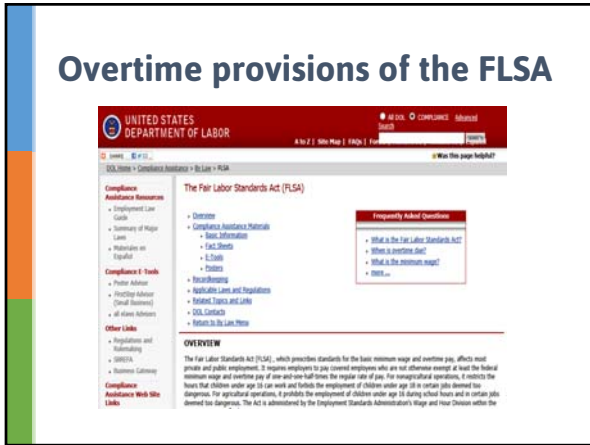 Overtime provisions of the FLSA
UNITED STATES
DEPARTMENT OF LABOR
All DOL COMPLIANCE Advanced
Search
A to Z | Site Map | FAQs |
SHARE
Was this page helpful?
DOL Home > Compliance Assistance > By Law > FLSA
Compliance
Assistance Resources
Employment Law
Guide
Summary of Major
Laws
Materiales en
Español
Compliance E-Tools
Poster Advisor
FirstStep Advisor
(Small Business)
all elaws Advisors
Other Links
Regulations and
Rulemaking
SBREFA
Business Gateway
Compliance
Assistance Web Site
Links
The Fair Labor Standards Act (FLSA)
Overview
Compliance Assistance Materials
Basic Information
Fact Sheets
E-Tools
Posters
Recordkeeping
Applicable Laws and Regulations
Related Topics and Links
DOL Contacts
Return to By Law Menu
Frequently Asked Questions
What is the Fair Labor Standards Act?
When is overtime due?
What is the minimum wage?
more ...
OVERVIEW
The Fair Labor Standards Act (FLSA), which prescribes standards for the basic minimum wage and overtime pay, affects most
private and public employment. It requires employers to pay covered employees who are not otherwise exempt at least the federal
minimum wage and overtime pay of one-and-one-half-times the regular rate of pay. For nonagricultural operations, it restricts the
hours that children under age 16 can work and forbids the employment of children under age 18 in certain jobs deemed too
dangerous. For agricultural operations, it prohibits the employment of children under age 16 during school hours and in certain jobs
deemed too dangerous. The Act is administered by the Employment Standards Administration's Wage and Hour Division within the